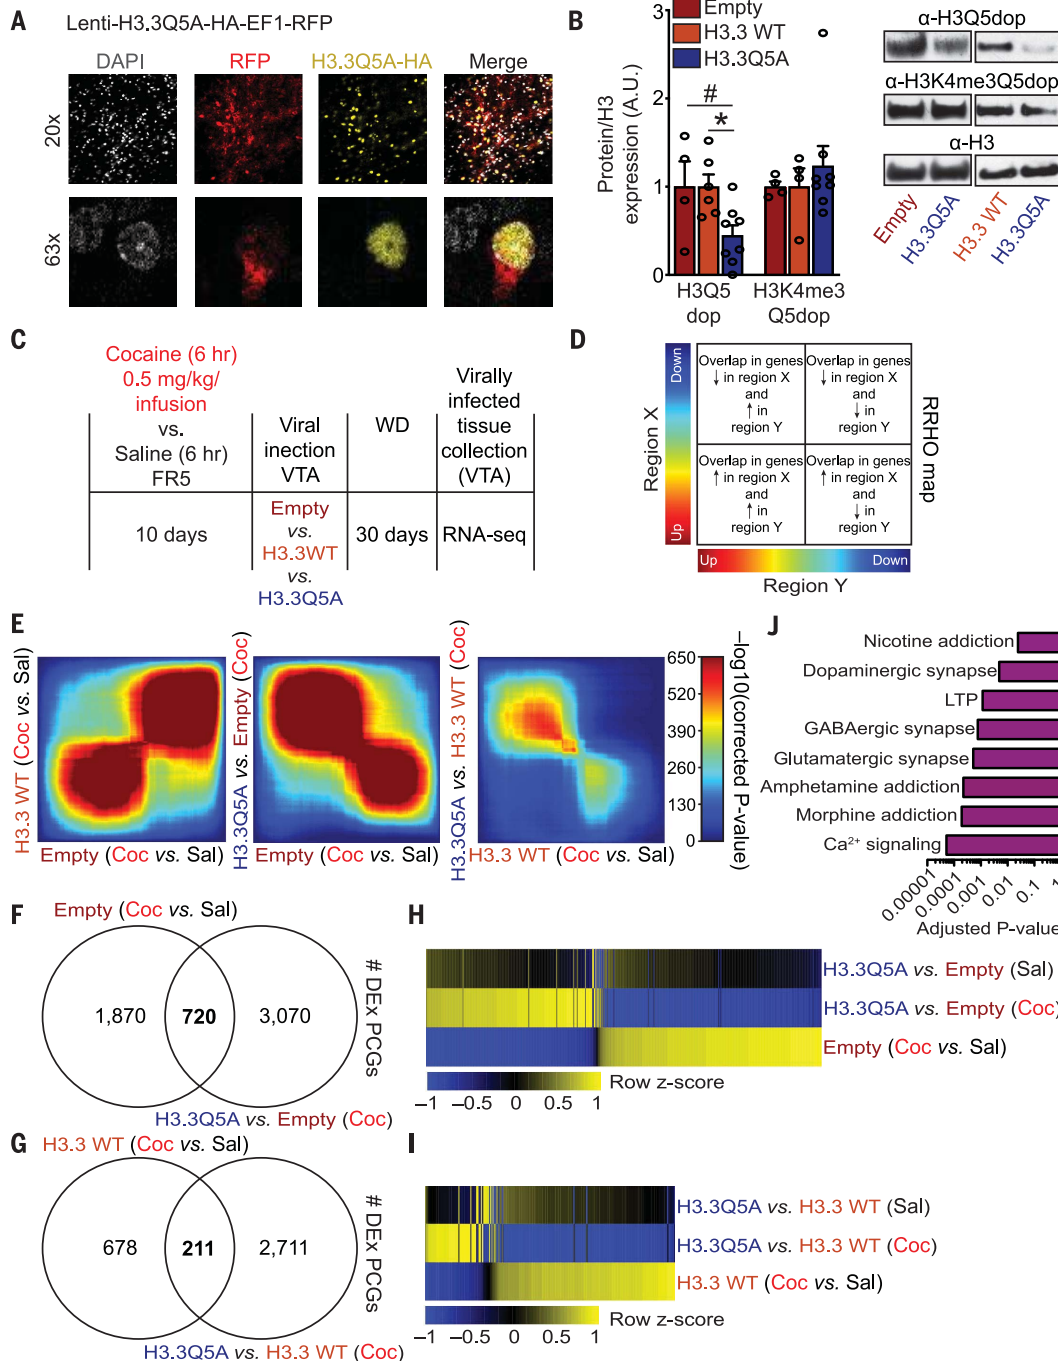 A
Lenti-H3.3Q5A-HA-EF1-RFP
DAPI
RFP
H3.3Q5A-HA
Merge
20x
63x
B
Protein/H3
expression (A.U.)
3
2
1
0
Empty
H3.3 WT
H3.3Q5A
#
*
H3Q5
dop
H3K4me3
Q5dop
α-H3Q5dop
α-H3K4me3Q5dop
α-H3
Empty
H3.3Q5A
H3.3 WT
H3.3Q5A
C
Cocaine (6 hr)
0.5 mg/kg/
infusion
vs.
Saline (6 hr)
FR5
Viral
inection
VTA
WD
Virally
infected
tissue
collection
(VTA)
10 days
Empty
vs.
H3.3WT
vs.
H3.3Q5A
30 days
RNA-seq
D
Region X
Down
Up
Overlap in genes
↓ in region X
and
↑ in
region Y
Overlap in genes
↓ in region X
and
↓ in
region Y
Overlap in genes
↑ in region X
and
↑ in
region Y
Overlap in genes
↑ in region X
and
↓ in
region Y
RRHO map
Up
Down
Region Y
E
H3.3 WT (Coc vs. Sal)
Empty (Coc vs. Sal)
H3.3Q5A vs. Empty (Coc)
Empty (Coc vs. Sal)
H3.3Q5A vs. H3.3 WT (Coc)
H3.3 WT (Coc vs. Sal)
650
520
390
260
130
0
−log10(corrected P-value)
J
Nicotine addiction
Dopaminergic synapse
LTP
GABAergic synapse
Glutamatergic synapse
Amphetamine addiction
Morphine addiction
Ca²⁺ signaling
0.00001
0.0001
0.001
0.01
0.1
1
Adjusted P-value
F
Empty (Coc vs. Sal)
1,870
720
3,070
# DEx PCGs
H3.3Q5A vs. Empty (Coc)
H
H3.3Q5A vs. Empty (Sal)
H3.3Q5A vs. Empty (Coc)
Empty (Coc vs. Sal)
Row z-score
−1 −0.5 0 0.5 1
G
H3.3 WT (Coc vs. Sal)
678
211
2,711
# DEx PCGs
H3.3Q5A vs. H3.3 WT (Coc)
I
H3.3Q5A vs. H3.3 WT (Sal)
H3.3Q5A vs. H3.3 WT (Coc)
H3.3 WT (Coc vs. Sal)
Row z-score
−1 −0.5 0 0.5 1